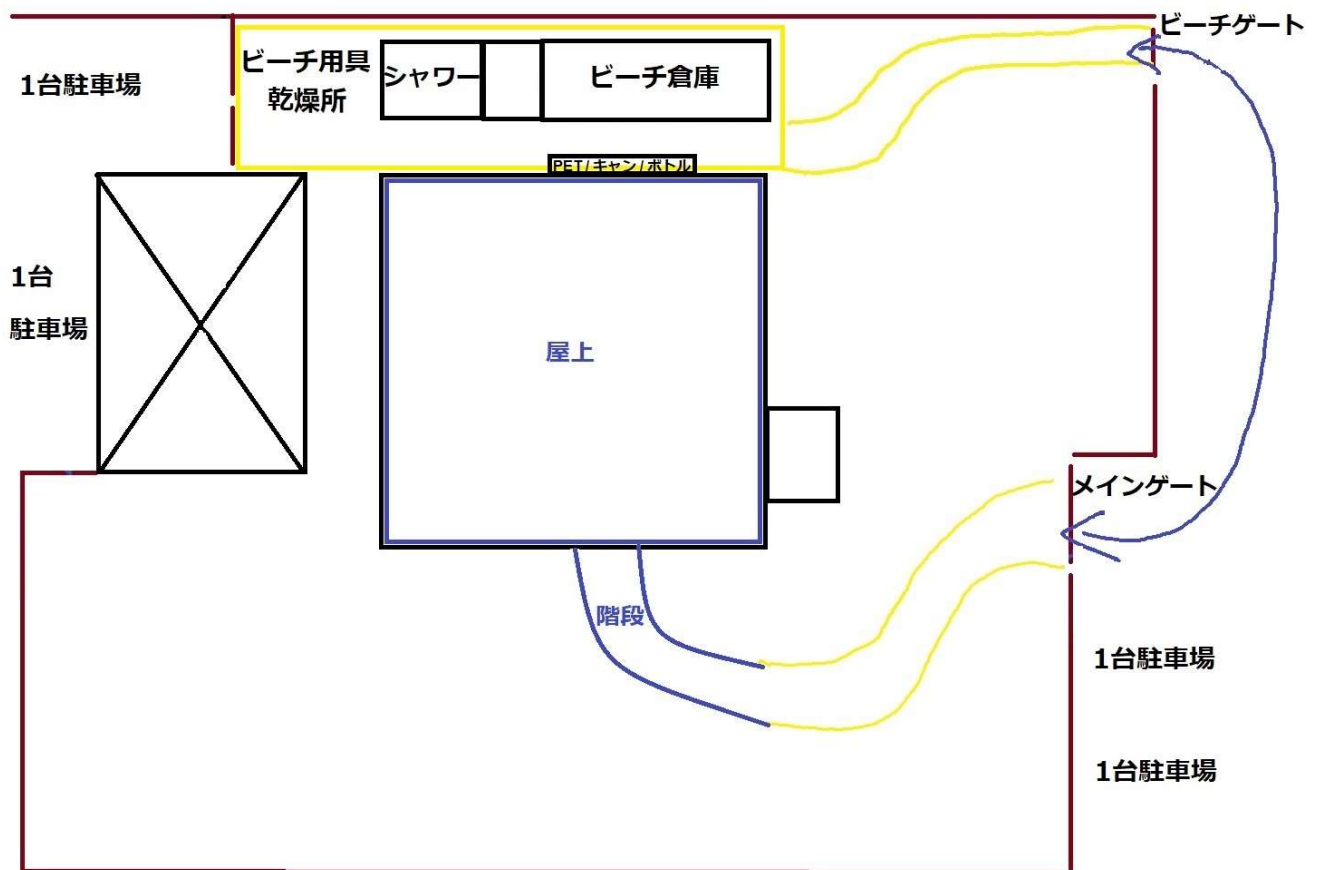 ビーチゲート
ビーチ用具
乾燥所
シャワー
ビーチ倉庫
1台駐車場
PET/キャン/ボトル
1台
駐車場
屋上
メインゲート
階段
1台駐車場
1台駐車場